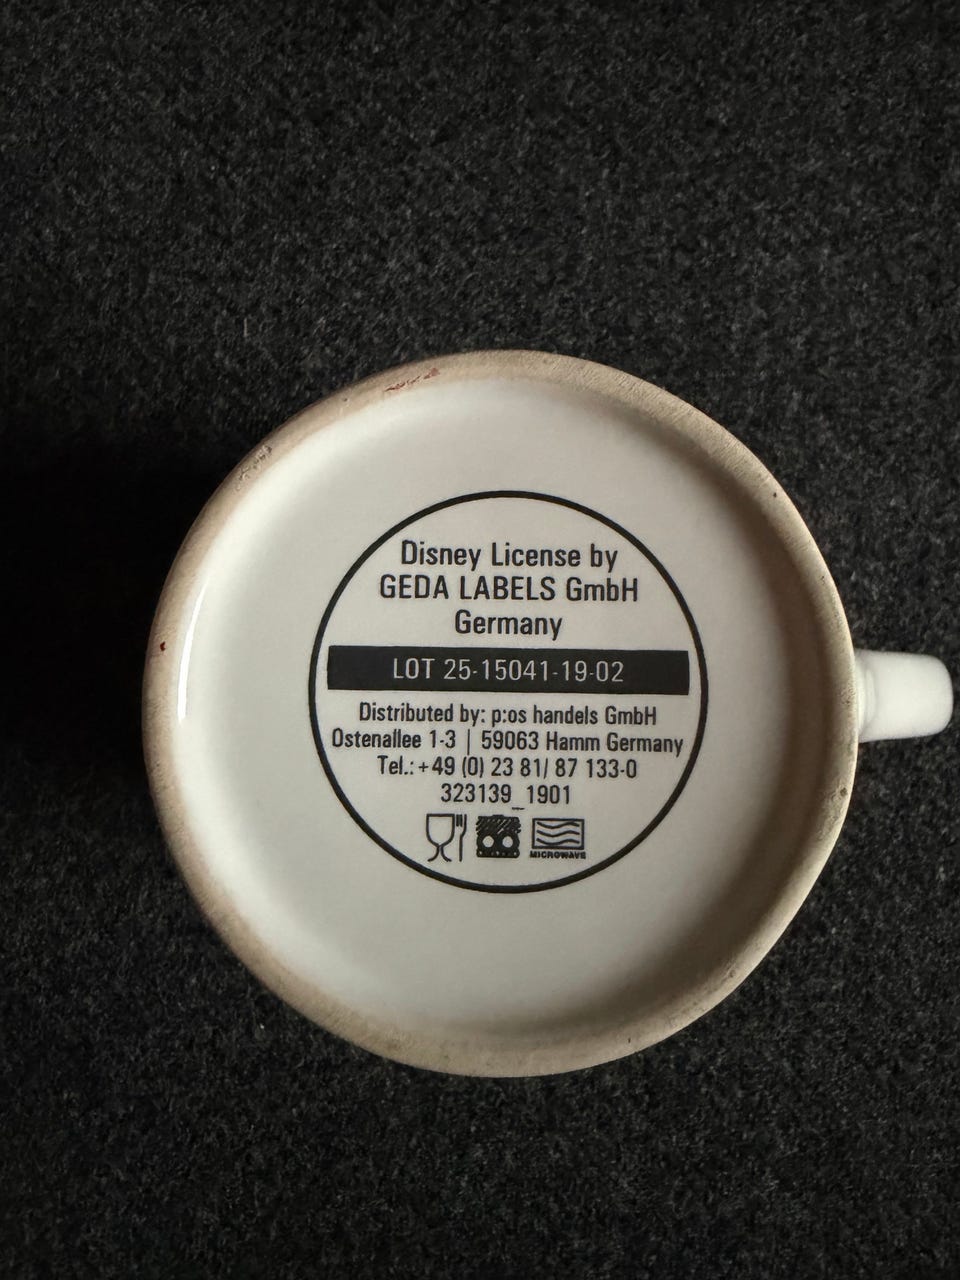 Disney License by
GEDA LABELS GmbH
Germany
LOT 25-15041-19-02
Distributed by: p:os handels GmbH
Ostenallee 1-3 | 59063 Hamm Germany
Tel.: +49 (0) 23 81/ 87 133-0
323139_1901
MICROWAVE